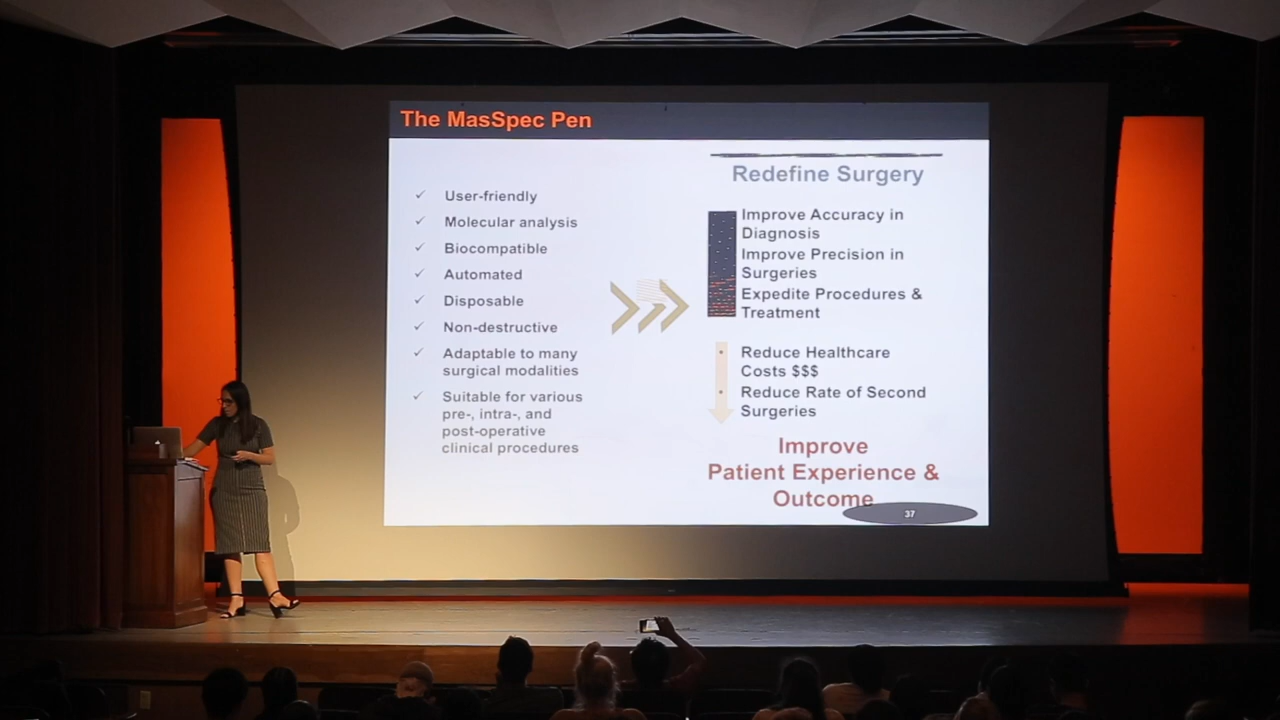 The MasSpec Pen
User-friendly
Molecular analysis
Biocompatible
Automated
Disposable
Non-destructive
Adaptable to many
surgical modalities
Suitable for various
pre-, intra-, and
post-operative
clinical procedures
Redefine Surgery
Improve Accuracy in
Diagnosis
Improve Precision in
Surgeries
Expedite Procedures &
Treatment
Reduce Healthcare
Costs $$$
Reduce Rate of Second
Surgeries
Improve
Patient Experience &
Outcome
37